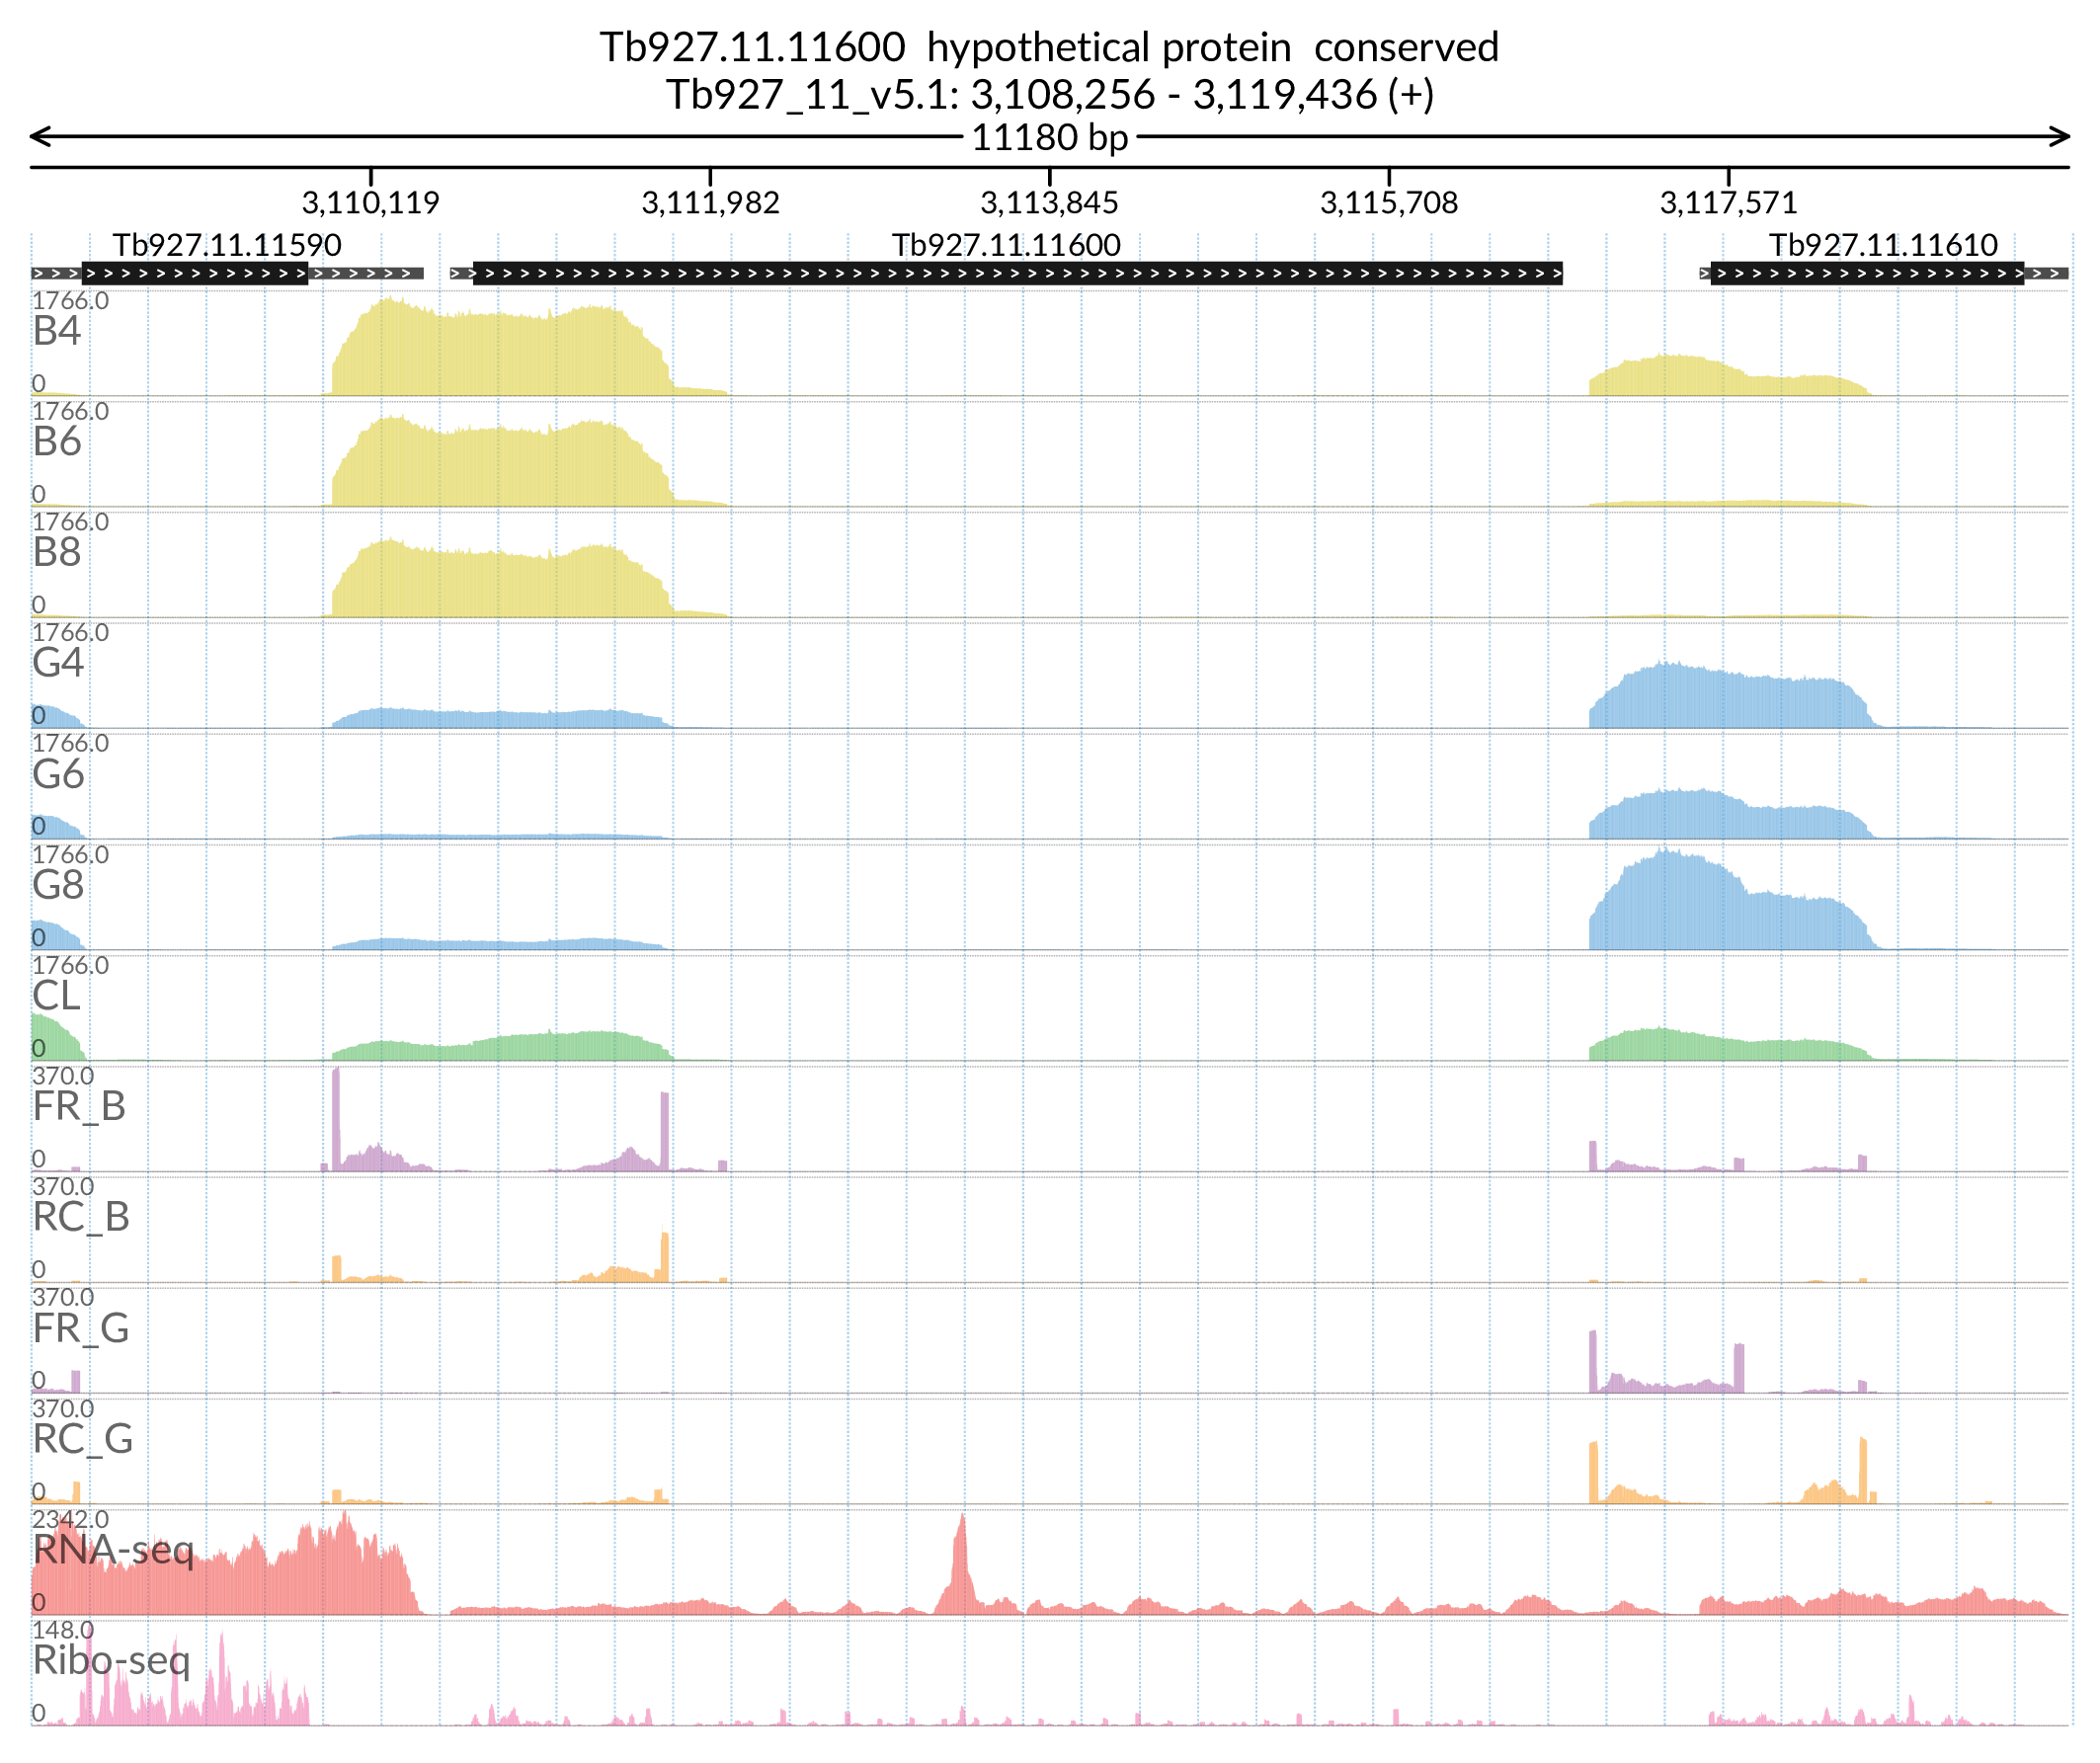 Tb927.11.11600 hypothetical protein conserved
Tb927_11_v5.1: 3,108,256 - 3,119,436 (+)
11180 bp
3,110,119 3,111,982 3,113,845 3,115,708 3,117,571
Tb927.11.11590 Tb927.11.11600 Tb927.11.11610
1766.0
B4
0
1766.0
B6
0
1766.0
B8
0
1766.0
G4
0
1766.0
G6
0
1766.0
G8
0
1766.0
CL
0
370.0
FR_B
0
370.0
RC_B
0
370.0
FR_G
0
370.0
RC_G
0
2342.0
RNA-seq
0
148.0
Ribo-seq
0